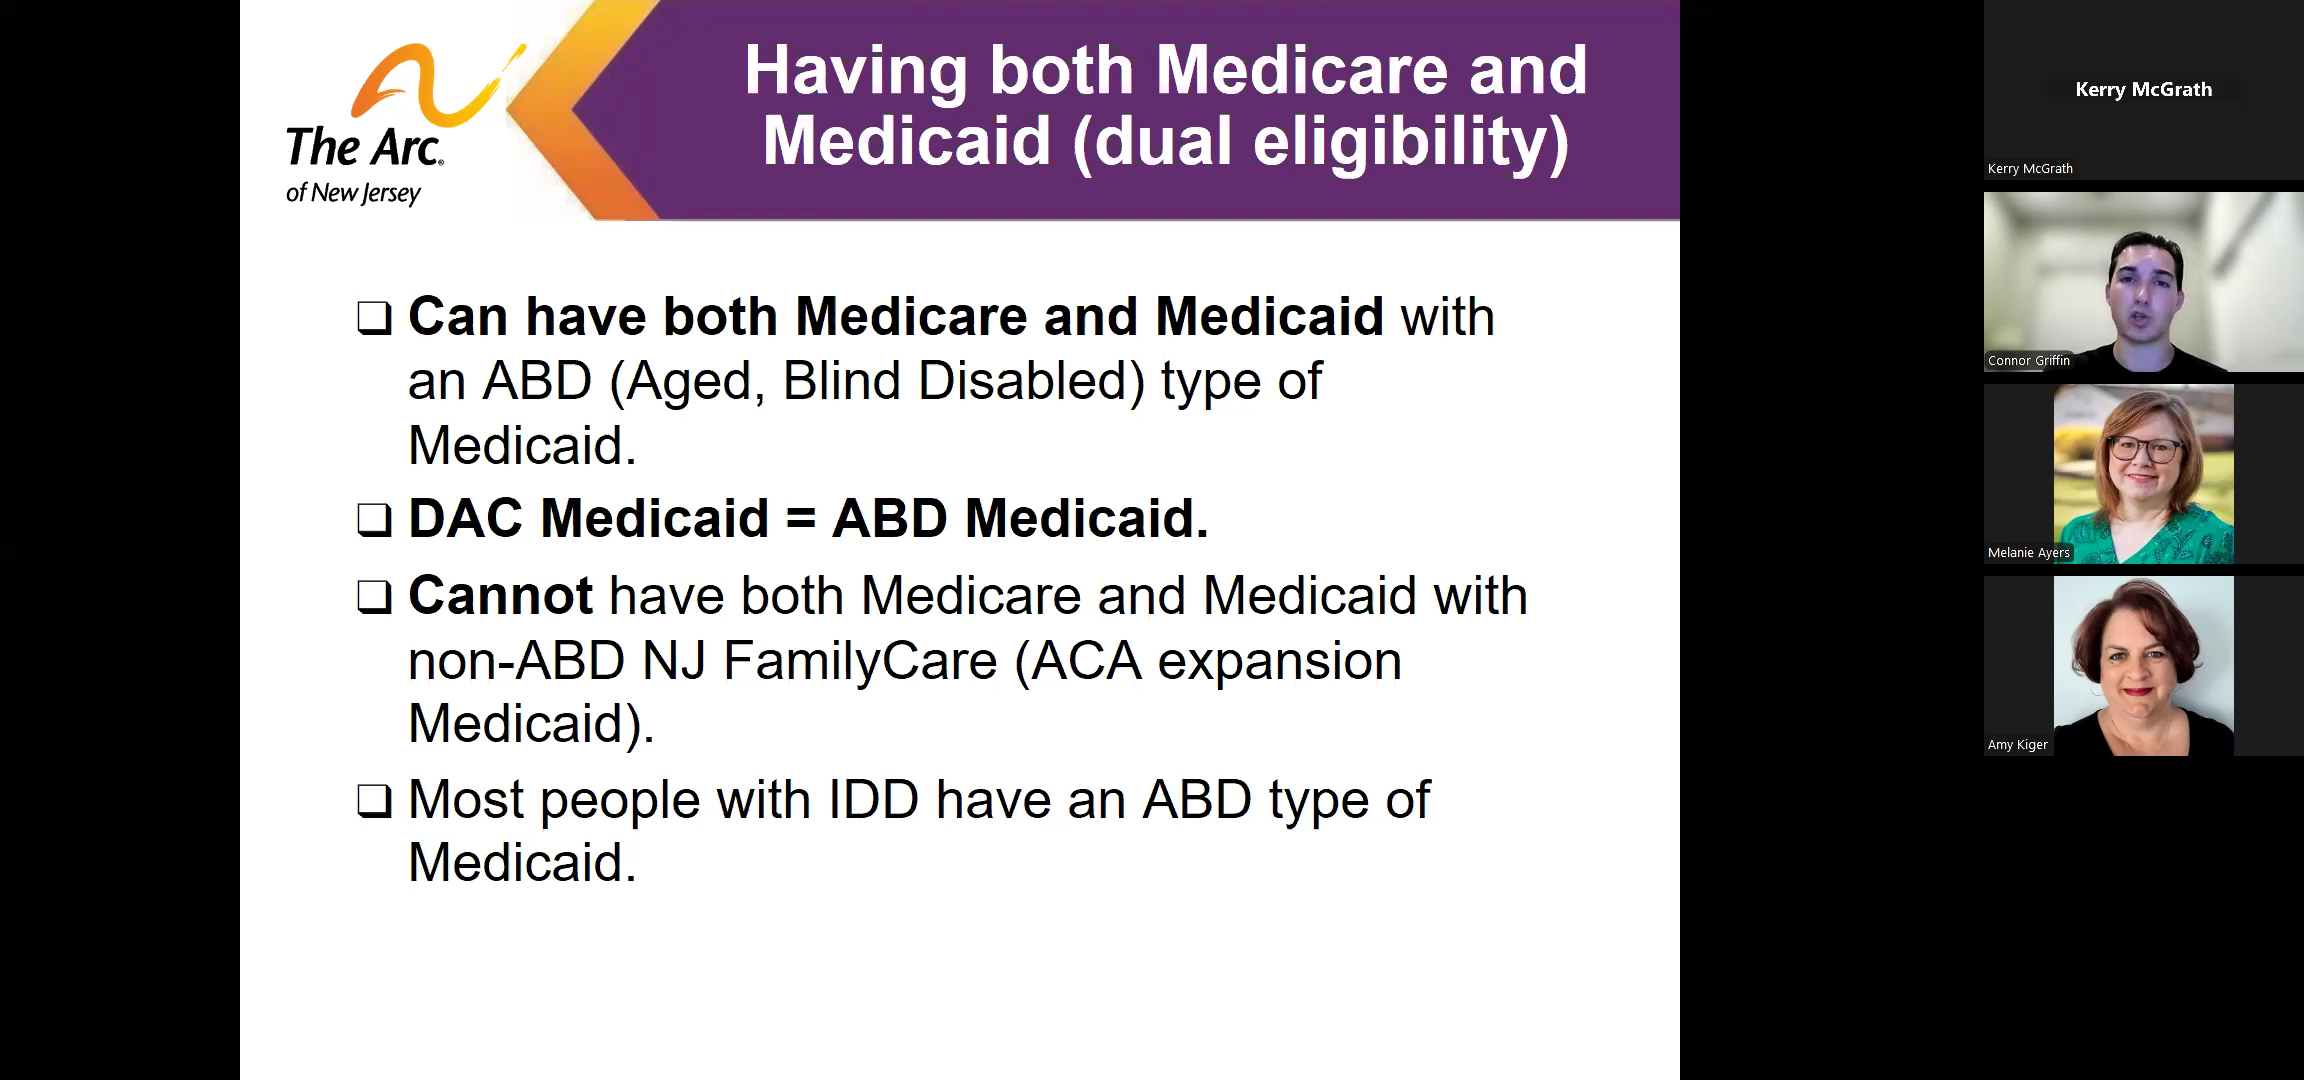 The Arc®
of New Jersey
Having both Medicare and
Medicaid (dual eligibility)
❑ Can have both Medicare and Medicaid with
an ABD (Aged, Blind Disabled) type of
Medicaid.
❑ DAC Medicaid = ABD Medicaid.
❑ Cannot have both Medicare and Medicaid with
non-ABD NJ FamilyCare (ACA expansion
Medicaid).
❑ Most people with IDD have an ABD type of
Medicaid.
Kerry McGrath
Kerry McGrath
Connor Griffin
Melanie Ayers
Amy Kiger